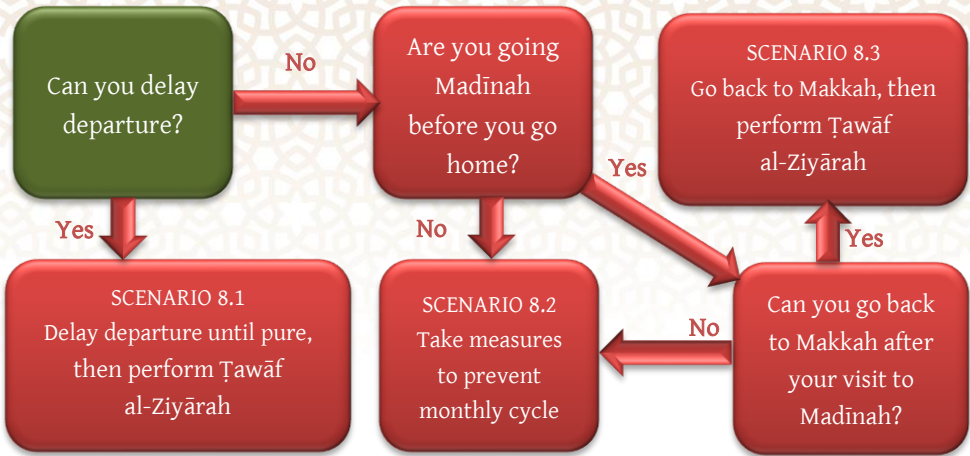 Can you delay
departure?
No
Are you going
Madīnah
before you go
home?
SCENARIO 8.3
Go back to Makkah, then
perform Ṭawāf
al-Ziyārah
Yes
No
Yes
Yes
SCENARIO 8.1
Delay departure until pure,
then perform Ṭawāf
al-Ziyārah
SCENARIO 8.2
Take measures
to prevent
monthly cycle
No
Can you go back
to Makkah after
your visit to
Madīnah?